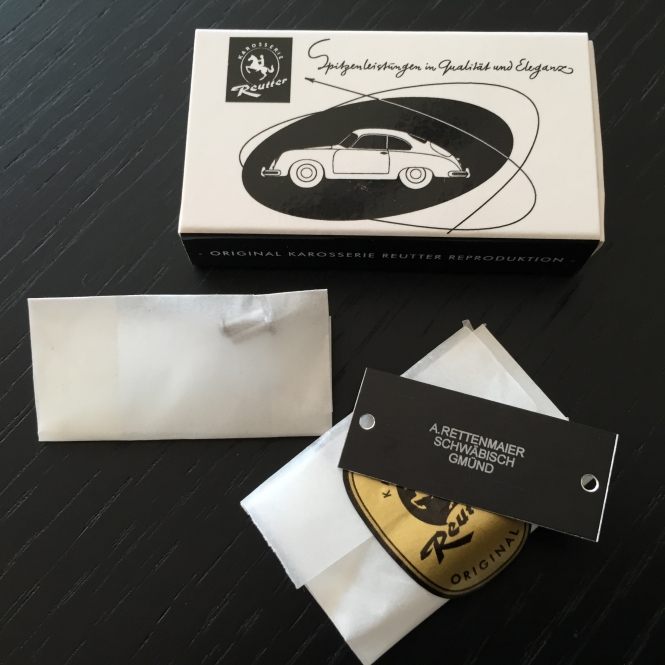 KAROSSERIE
Reutter
Spitzenleistungen in Qualität und Eleganz
· ORIGINAL KAROSSERIE REUTTER REPRODUKTION ·
A.RETTENMAIER
SCHWÄBISCH
GMÜND
Reutter
ORIGINAL